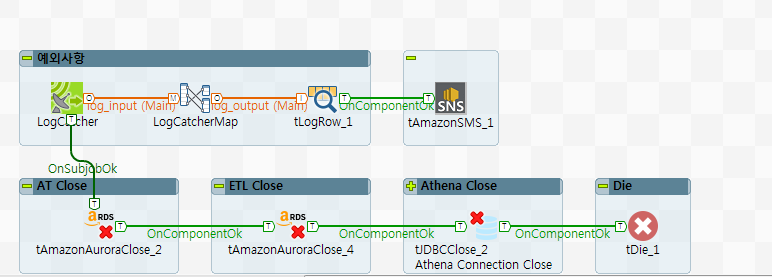 예외사항
log_input (Main)
log_output (Main)
OnComponentOk
SNS
LogCatcher
LogCatcherMap
tLogRow_1
tAmazonSMS_1
OnSubjobOk
AT Close
ETL Close
Athena Close
Die
RDS
RDS
OnComponentOk
OnComponentOk
OnComponentOk
tAmazonAuroraClose_2
tAmazonAuroraClose_4
tJDBCClose_2
tDie_1
Athena Connection Close